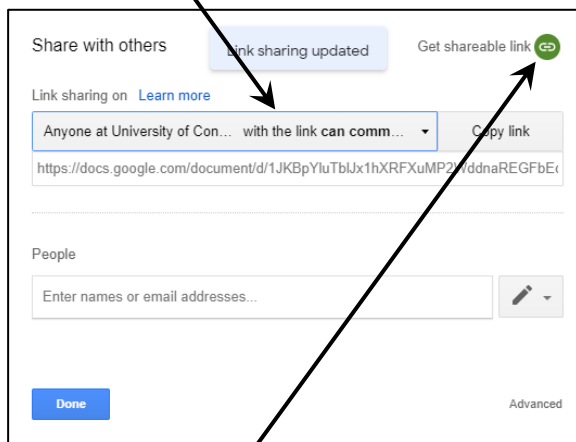 Share with others
Link sharing updated
Get shareable link
Link sharing on Learn more
Anyone at University of Con... with the link can comm...
Copy link
https://docs.google.com/document/d/
People
Enter names or email addresses...
Done
Advanced